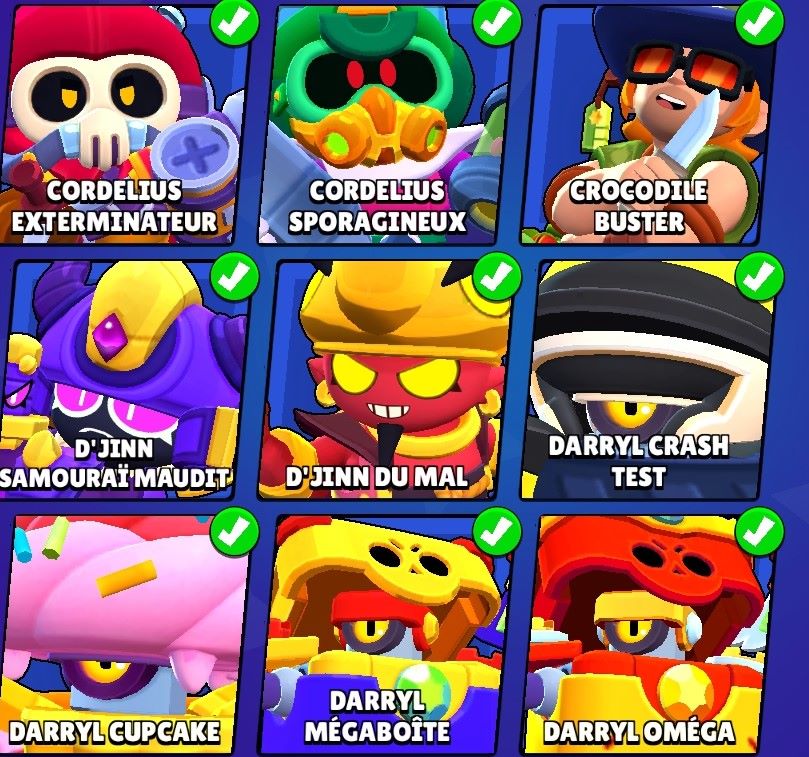 CORDELIUS
EXTERMINATEUR
CORDELIUS
SPORAGINEUX
CROCODILE
BUSTER
D'JINN
SAMOURAÏ MAUDIT
D'JINN DU MAL
DARRYL CRASH
TEST
DARRYL CUPCAKE
DARRYL
MÉGABOÎTE
DARRYL OMÉGA